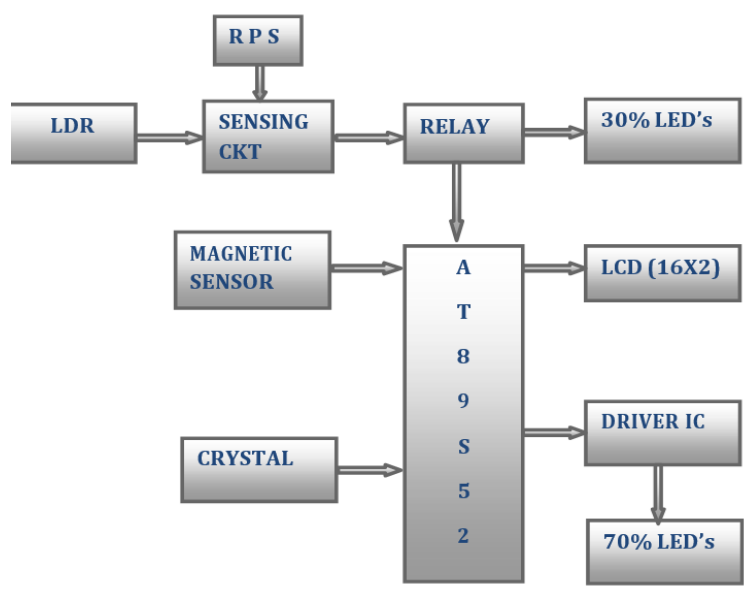 R P S
LDR
SENSING
CKT
RELAY
30% LED's
MAGNETIC
SENSOR
A
T
8
9
S
5
2
LCD (16X2)
CRYSTAL
DRIVER IC
70% LED's